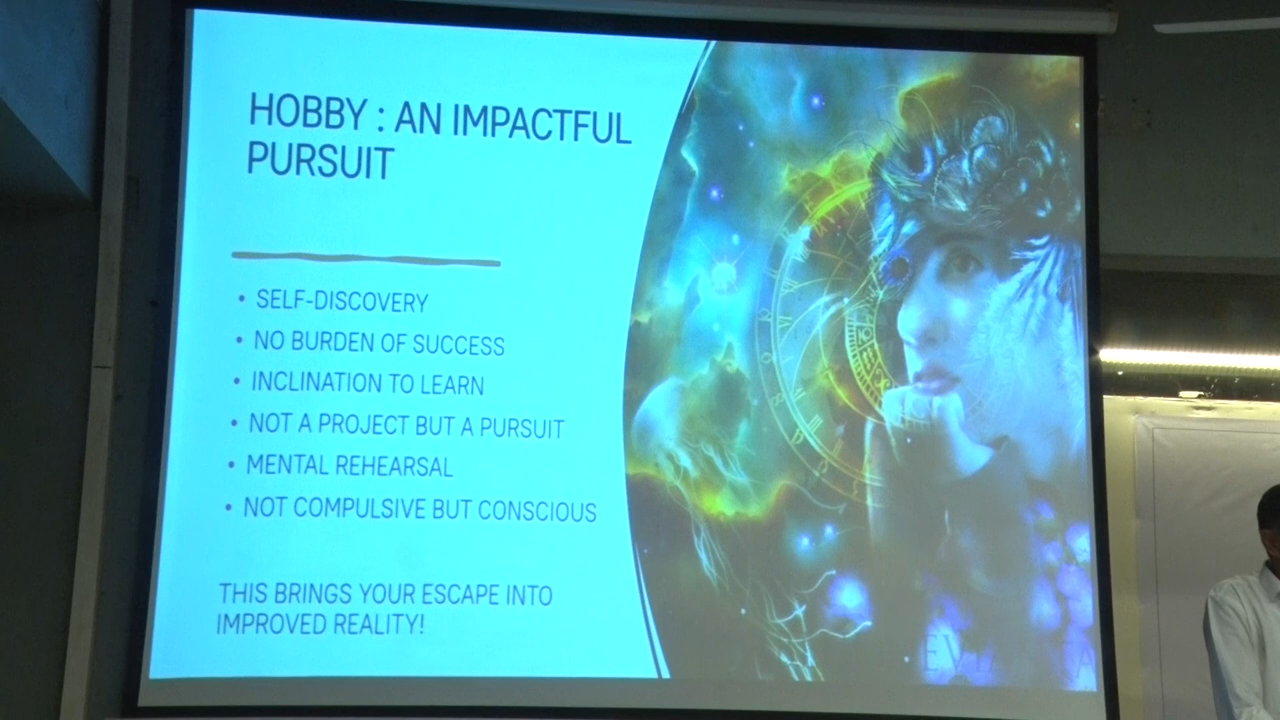 HOBBY : AN IMPACTFUL
PURSUIT
• SELF-DISCOVERY
• NO BURDEN OF SUCCESS
• INCLINATION TO LEARN
• NOT A PROJECT BUT A PURSUIT
• MENTAL REHEARSAL
• NOT COMPULSIVE BUT CONSCIOUS
THIS BRINGS YOUR ESCAPE INTO
IMPROVED REALITY!